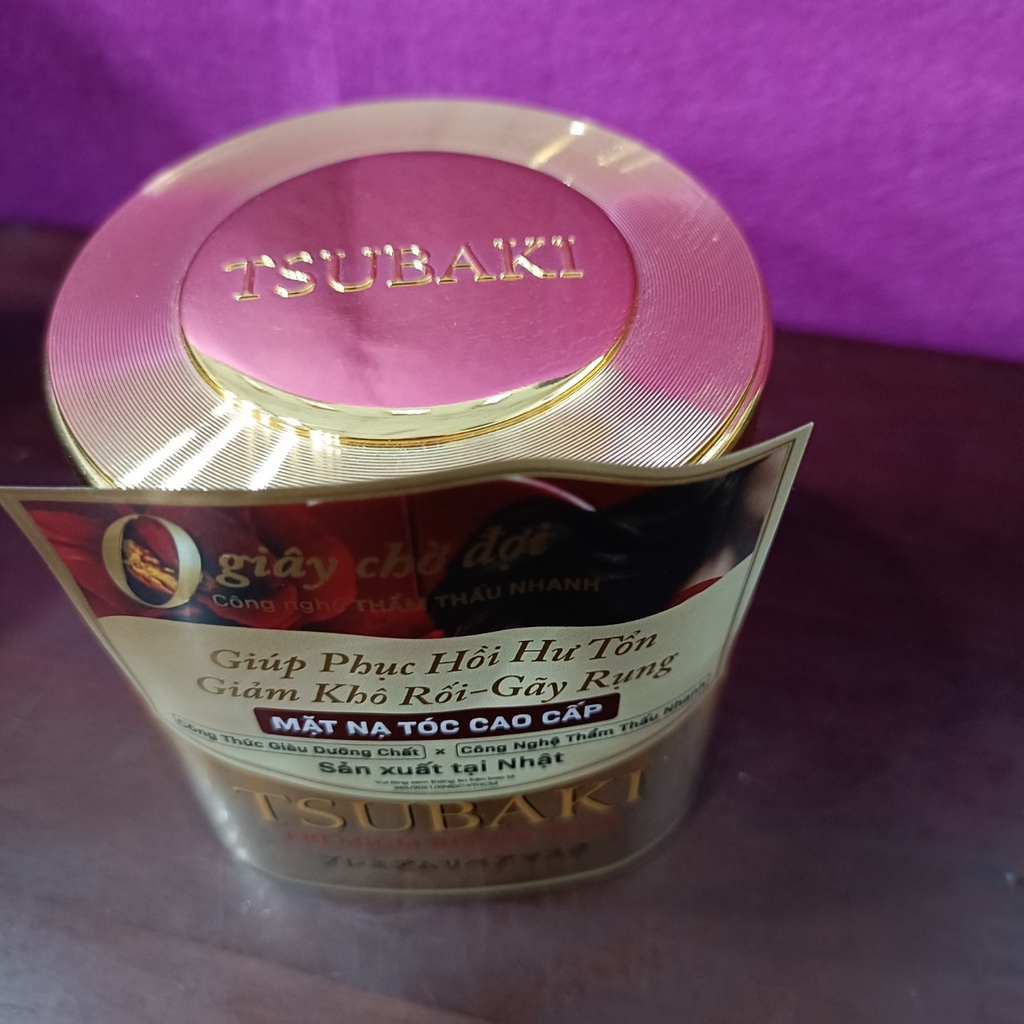 TSUBAKI
0 giây chờ đợi
Công nghệ THẨM THẤU NHANH
Giúp Phục Hồi Hư Tổn
Giảm Khô Rối-Gãy Rụng
MẶT NẠ TÓC CAO CẤP
Công Thức Giàu Dưỡng Chất x Công Nghệ Thẩm Thấu Nhanh
Sản xuất tại Nhật
TSUBAKI
PREMIUM